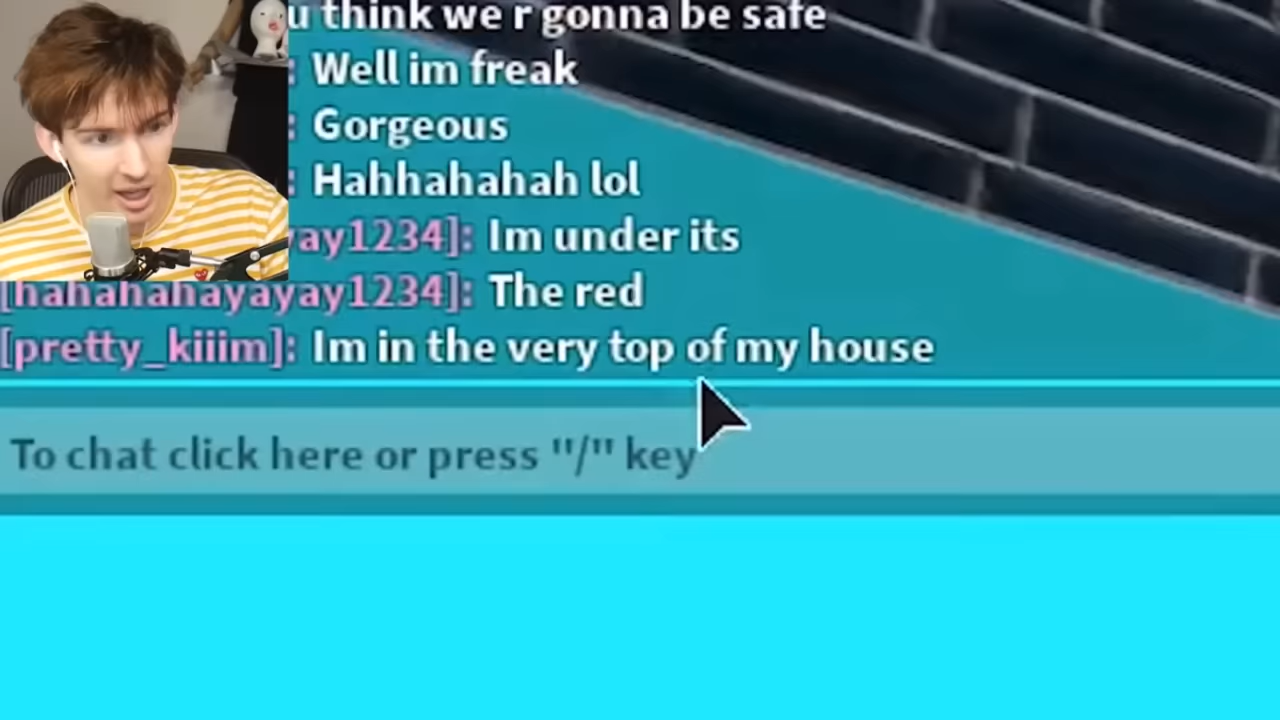 u think we r gonna be safe
: Well im freak
: Gorgeous
: Hahhahahah lol
yay1234]: Im under its
[hahahahayayay1234]: The red
[pretty_kiiim]: Im in the very top of my house
To chat click here or press "/" key